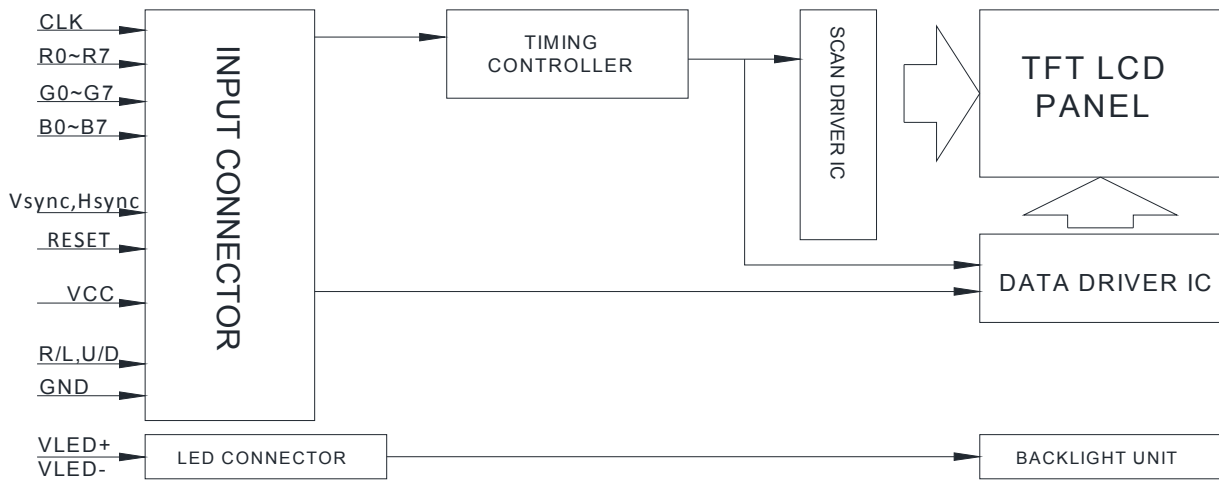 CLK
R0~R7
G0~G7
B0~B7
Vsync,Hsync
RESET
VCC
R/L,U/D
GND
VLED+
VLED-
INPUT CONNECTOR
LED CONNECTOR
TIMING
CONTROLLER
SCAN DRIVER IC
TFT LCD
PANEL
DATA DRIVER IC
BACKLIGHT UNIT